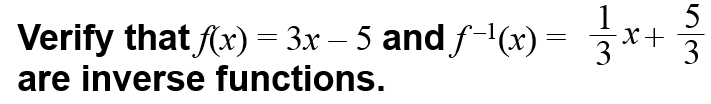 Verify that f(x) = 3x – 5 and f⁻¹(x) = 1/3 x + 5/3
are inverse functions.